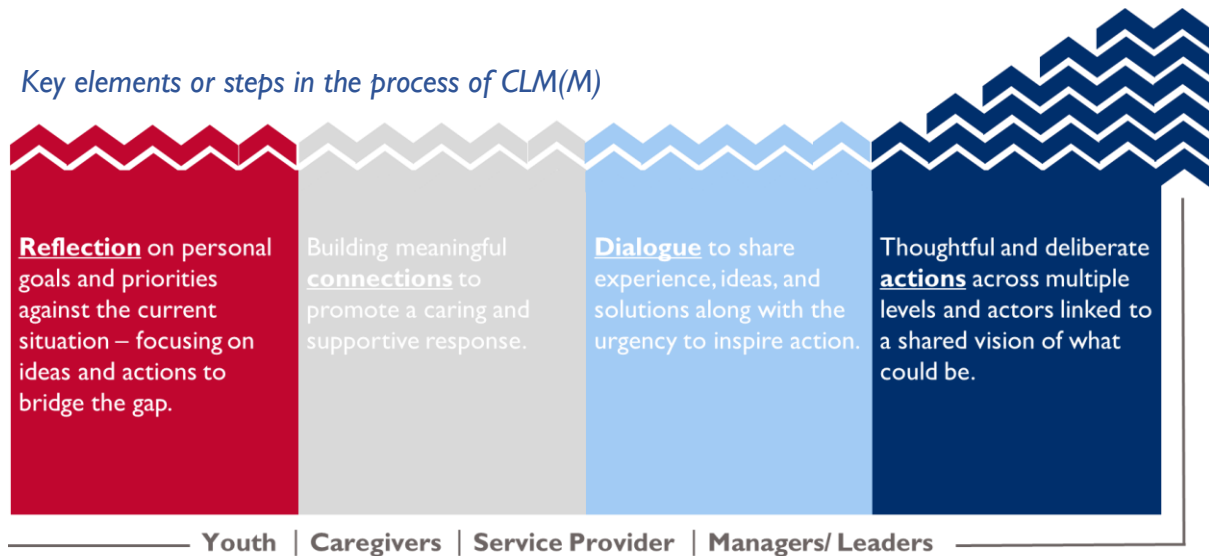 Key elements or steps in the process of CLM(M)
Reflection on personal
goals and priorities
against the current
situation – focusing on
ideas and actions to
bridge the gap.
Building meaningful
connections to
promote a caring and
supportive response.
Dialogue to share
experience, ideas, and
solutions along with the
urgency to inspire action.
Thoughtful and deliberate
actions across multiple
levels and actors linked to
a shared vision of what
could be.
Youth | Caregivers | Service Provider | Managers/ Leaders